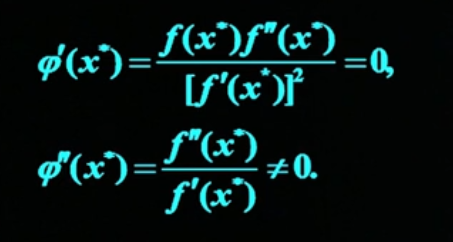 φ′(x*) = f(x*)f″(x*) / [f′(x*)]² = 0,
φ″(x*) = f″(x*) / f′(x*) ≠ 0.